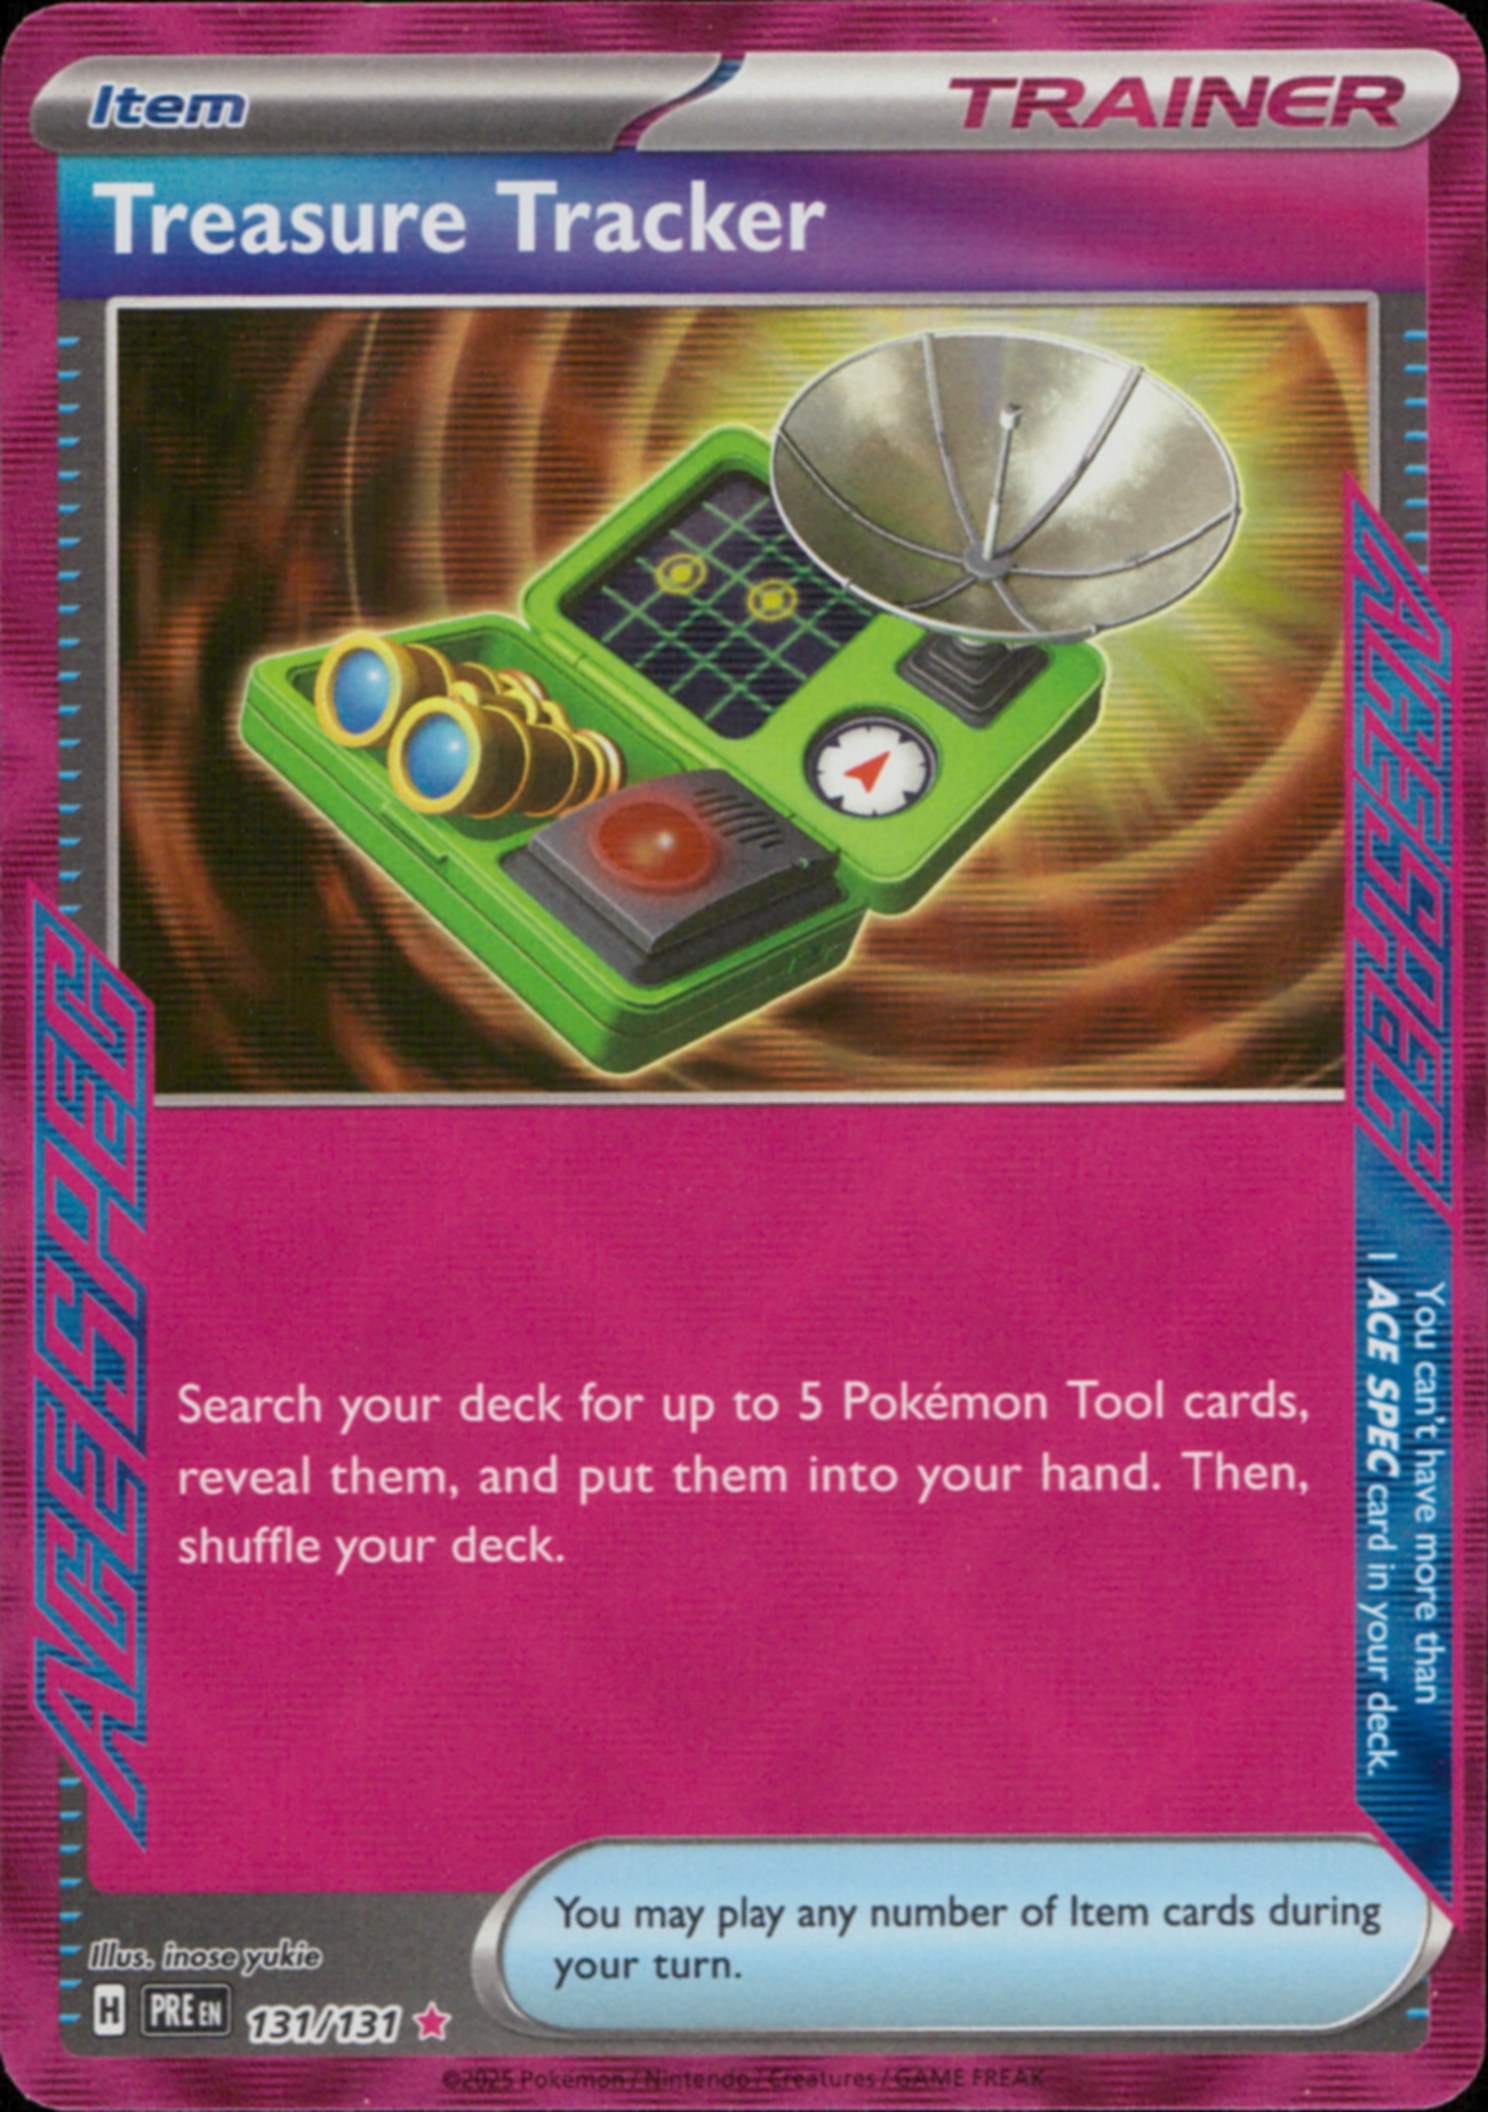 Item
TRAINER
Treasure Tracker
ACE SPEC
ACE SPEC
You can't have more than
1 ACE SPEC card in your deck.
Search your deck for up to 5 Pokémon Tool cards,
reveal them, and put them into your hand. Then,
shuffle your deck.
You may play any number of Item cards during
your turn.
Illus. inose yukie
H PRE EN 131/131
©2025 Pokémon / Nintendo / Creatures / GAME FREAK